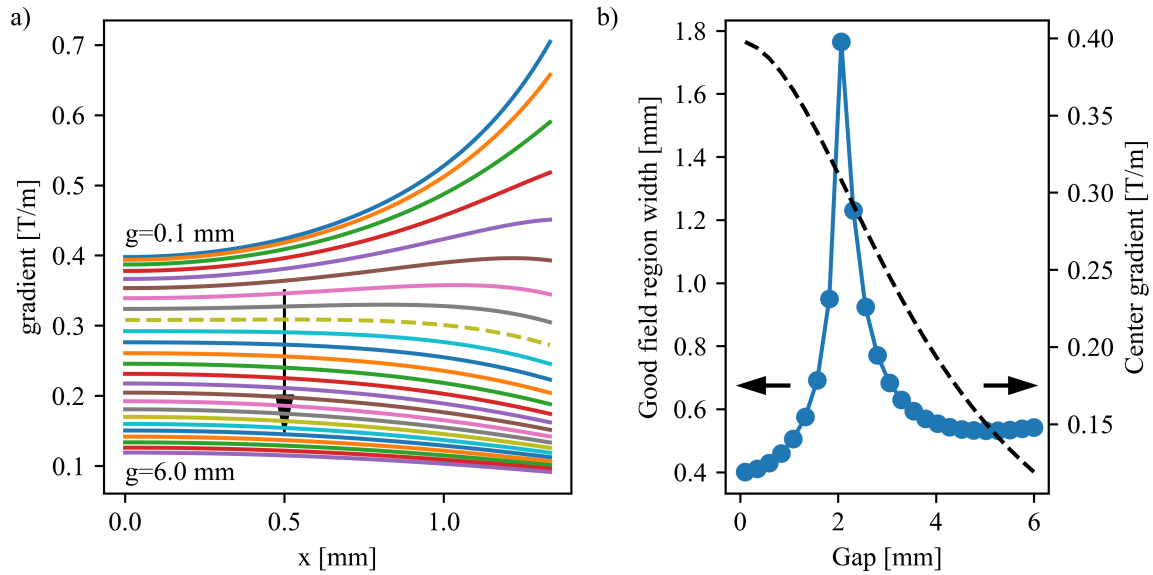 a)
gradient [T/m]
0.7
0.6
0.5
0.4
0.3
0.2
0.1
g=0.1 mm
g=6.0 mm
0.0 0.5 1.0
x [mm]
b)
Good field region width [mm]
1.8
1.6
1.4
1.2
1.0
0.8
0.6
0.4
0 2 4 6
Gap [mm]
0.40
0.35
0.30
0.25
0.20
0.15
Center gradient [T/m]